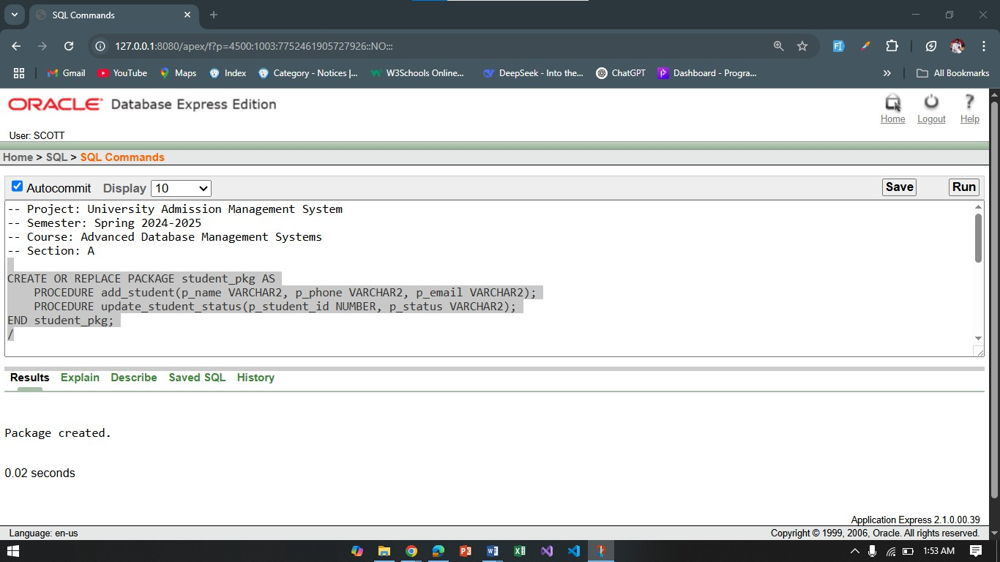 SQL Commands
127.0.0.1:8080/apex/f?p=4500:1003:7752461905727926::NO:::
Gmail YouTube Maps Index Category - Notices |... W3Schools Online... DeepSeek - Into the... ChatGPT Dashboard - Progra... » All Bookmarks
ORACLE Database Express Edition
Home Logout Help
User: SCOTT
Home > SQL > SQL Commands
Autocommit Display 10 Save Run
-- Project: University Admission Management System
-- Semester: Spring 2024-2025
-- Course: Advanced Database Management Systems
-- Section: A
CREATE OR REPLACE PACKAGE student_pkg AS
    PROCEDURE add_student(p_name VARCHAR2, p_phone VARCHAR2, p_email VARCHAR2);
    PROCEDURE update_student_status(p_student_id NUMBER, p_status VARCHAR2);
END student_pkg;
/
Results Explain Describe Saved SQL History
Package created.
0.02 seconds
Application Express 2.1.0.00.39
Language: en-us Copyright © 1999, 2006, Oracle. All rights reserved.
1:53 AM